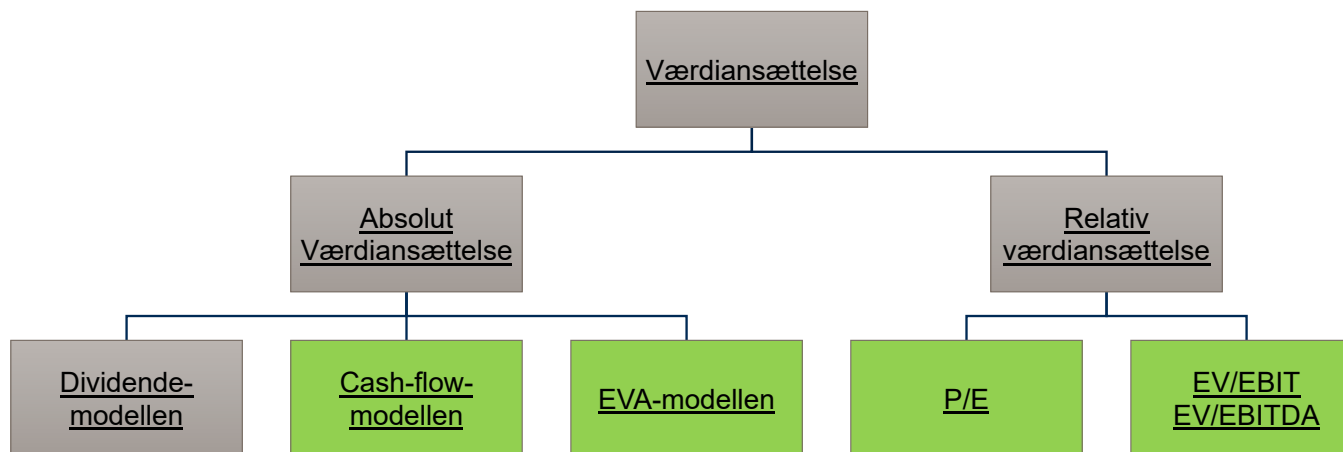 Værdiansættelse
Absolut
Værdiansættelse
Relativ
værdiansættelse
Dividende-
modellen
Cash-flow-
modellen
EVA-modellen
P/E
EV/EBIT
EV/EBITDA